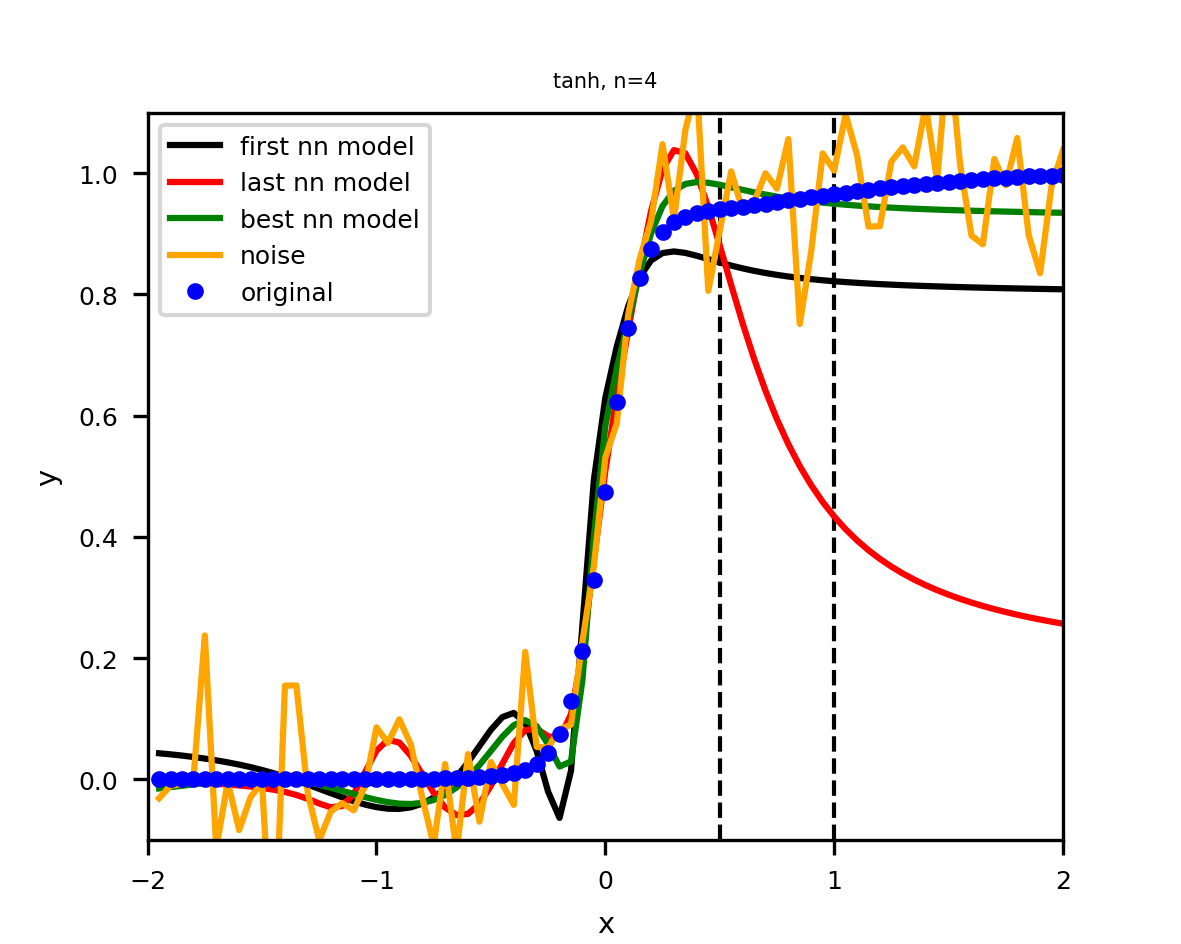 tanh, n=4
first nn model
last nn model
best nn model
noise
original
1.0
0.8
0.6
0.4
0.2
0.0
y
−2
−1
0
1
2
x